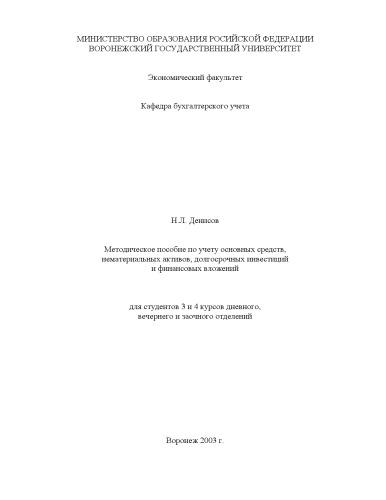 МИНИСТЕРСТВО ОБРАЗОВАНИЯ РОСИЙСКОЙ ФЕДЕРАЦИИ
ВОРОНЕЖСКИЙ ГОСУДАРСТВЕННЫЙ УНИВЕРСИТЕТ
Экономический факультет
Кафедра бухгалтерского учета
Н.Л. Денисов
Методическое пособие по учету основных средств,
нематериальных активов, долгосрочных инвестиций
и финансовых вложений
для студентов 3 и 4 курсов дневного,
вечернего и заочного отделений
Воронеж 2003 г.